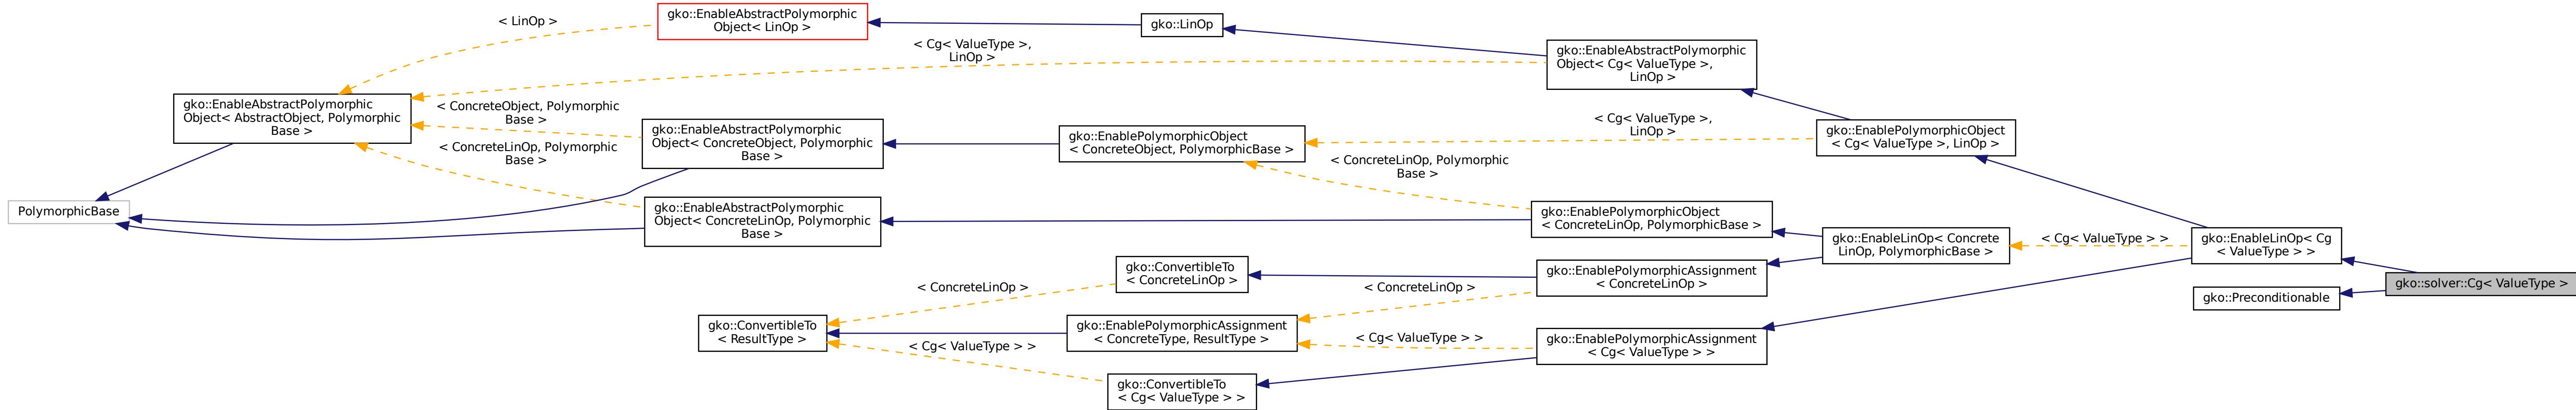 gko::EnableAbstractPolymorphic
Object< LinOp >
< LinOp >
gko::LinOp
< Cg< ValueType >,
LinOp >
gko::EnableAbstractPolymorphic
Object< Cg< ValueType >,
LinOp >
gko::EnableAbstractPolymorphic
Object< AbstractObject, Polymorphic
Base >
< ConcreteObject, Polymorphic
Base >
gko::EnableAbstractPolymorphic
Object< ConcreteObject, Polymorphic
Base >
gko::EnablePolymorphicObject
< ConcreteObject, PolymorphicBase >
< Cg< ValueType >,
LinOp >
gko::EnablePolymorphicObject
< Cg< ValueType >, LinOp >
< ConcreteLinOp, Polymorphic
Base >
< ConcreteLinOp, Polymorphic
Base >
PolymorphicBase
gko::EnableAbstractPolymorphic
Object< ConcreteLinOp, Polymorphic
Base >
gko::EnablePolymorphicObject
< ConcreteLinOp, PolymorphicBase >
gko::EnableLinOp< Concrete
LinOp, PolymorphicBase >
< Cg< ValueType > >
gko::EnableLinOp< Cg
< ValueType > >
gko::ConvertibleTo
< ConcreteLinOp >
gko::EnablePolymorphicAssignment
< ConcreteLinOp >
gko::solver::Cg< ValueType >
< ConcreteLinOp >
< ConcreteLinOp >
gko::Preconditionable
gko::ConvertibleTo
< ResultType >
gko::EnablePolymorphicAssignment
< ConcreteType, ResultType >
< Cg< ValueType > >
gko::EnablePolymorphicAssignment
< Cg< ValueType > >
< Cg< ValueType > >
gko::ConvertibleTo
< Cg< ValueType > >